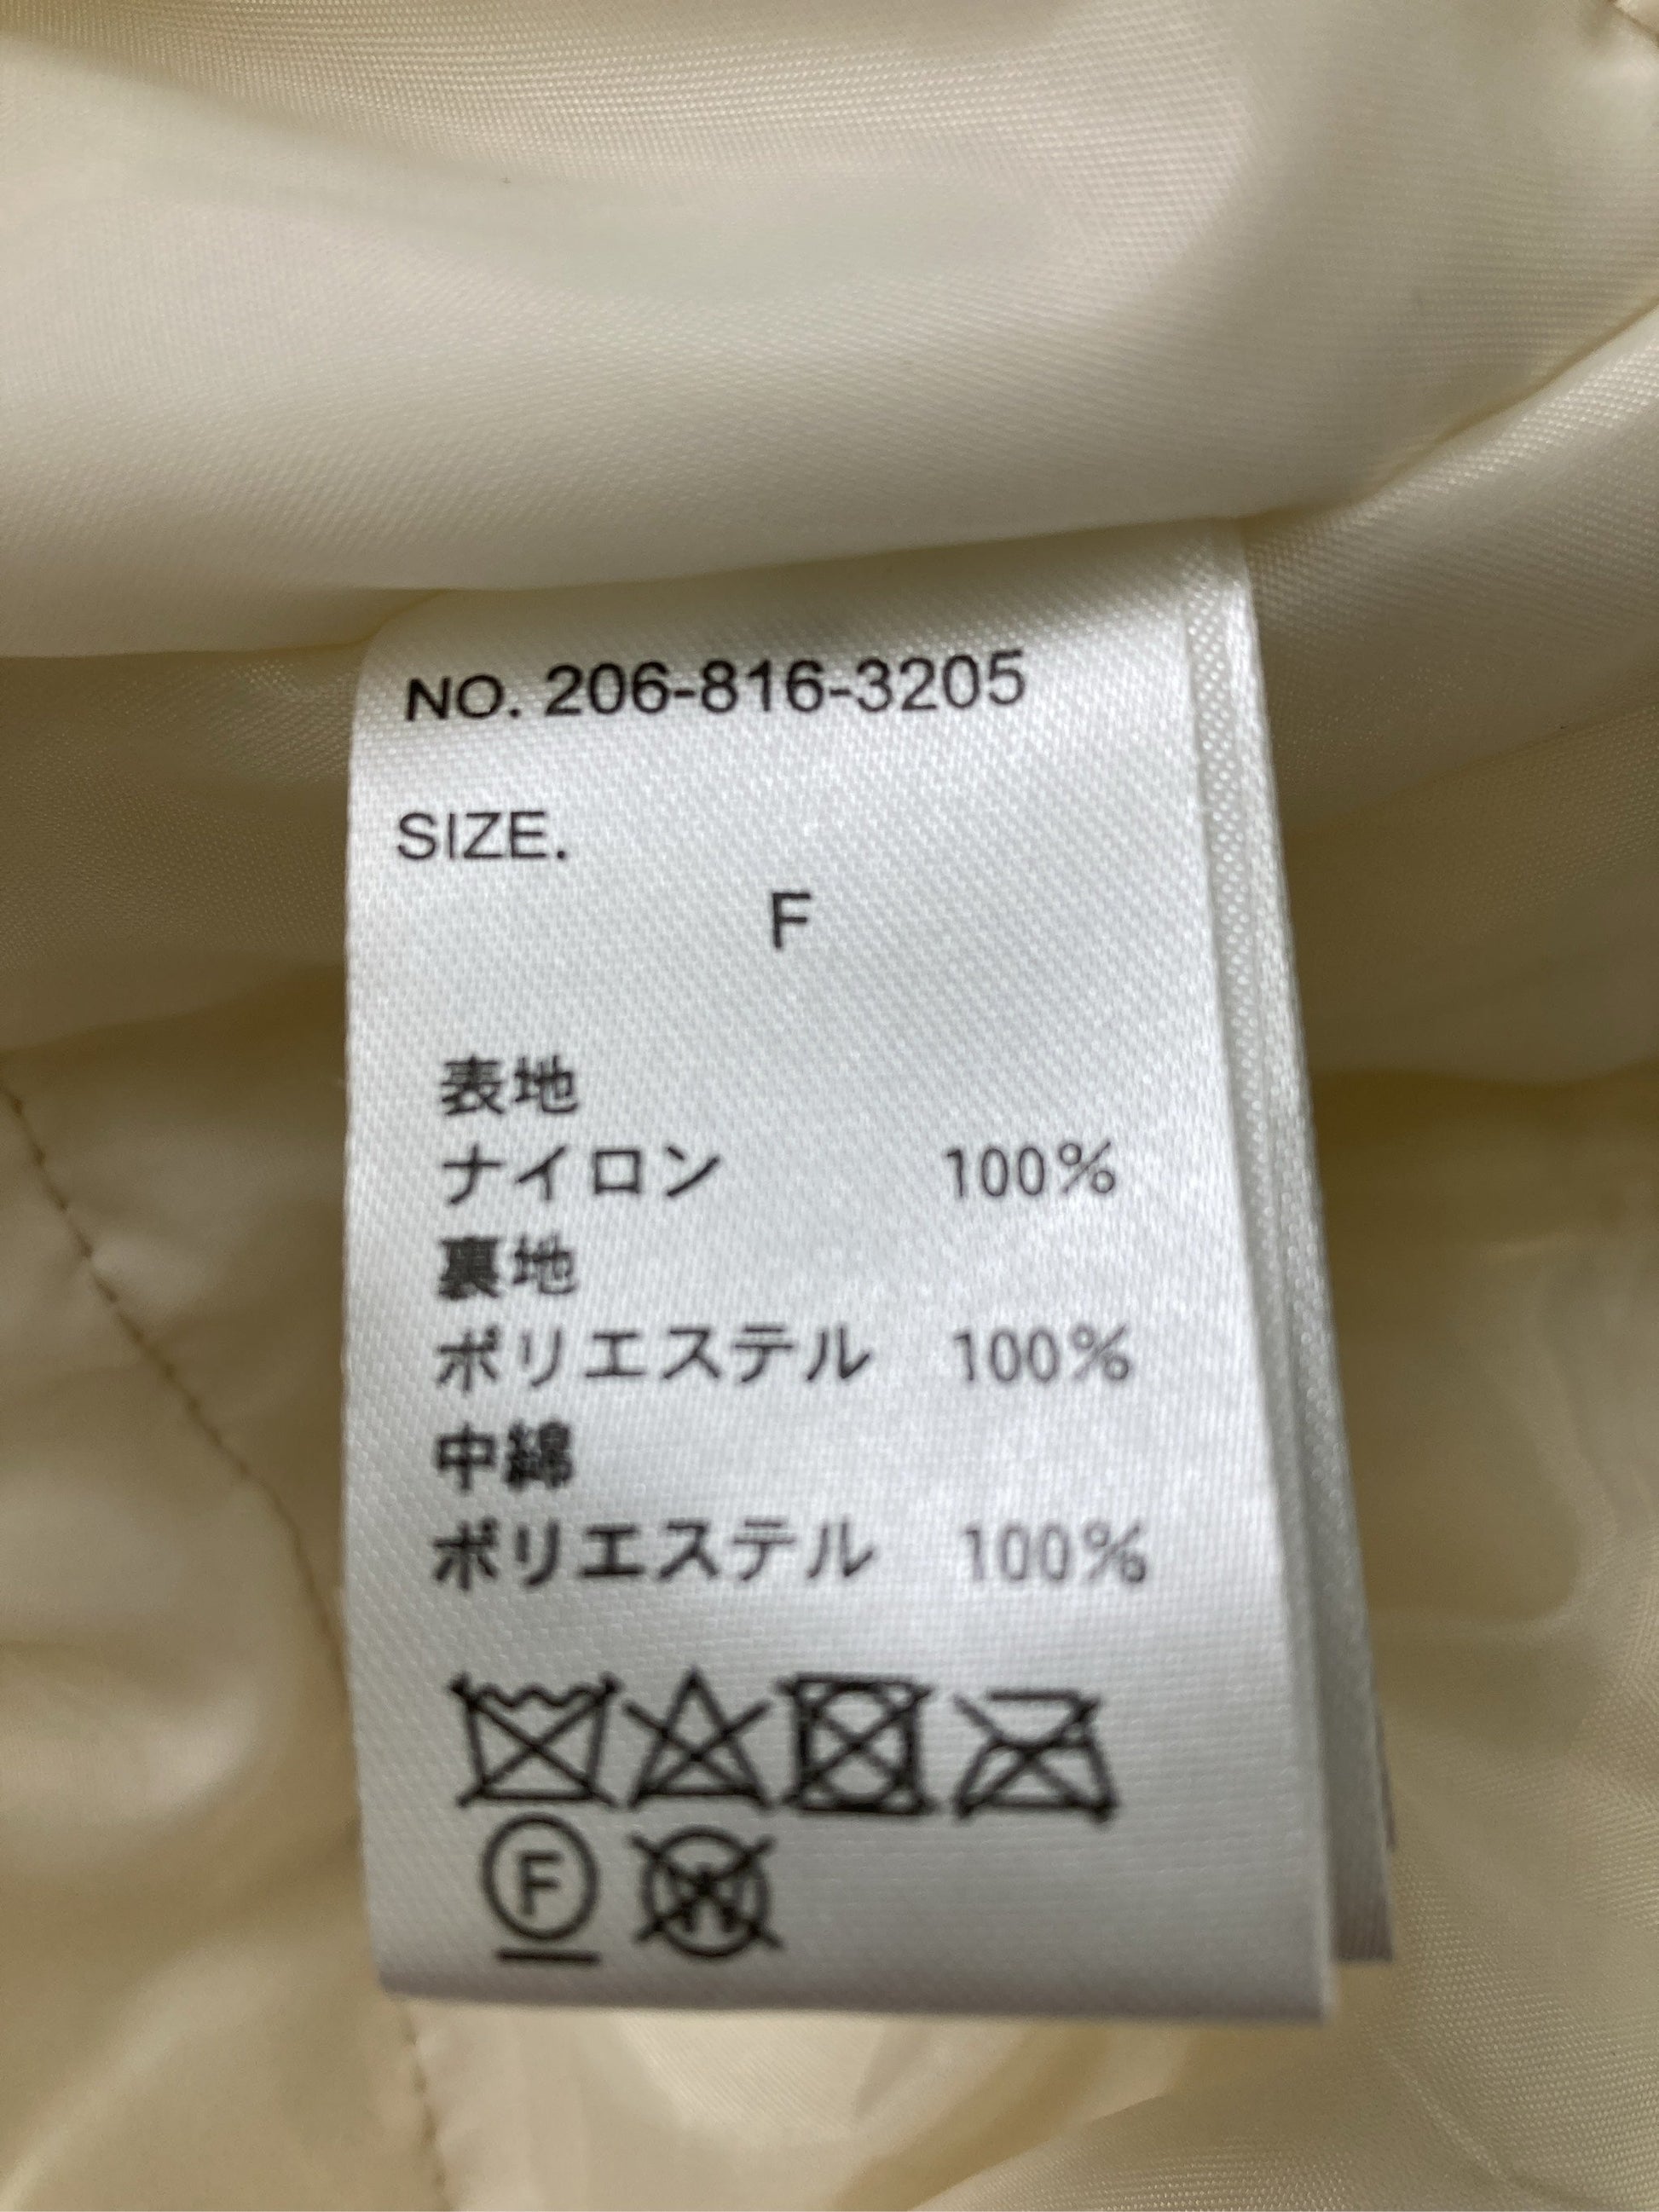 NO. 206-816-3205
SIZE.
F
表地
ナイロン 100%
裏地
ポリエステル 100%
中綿
ポリエステル 100%
F W